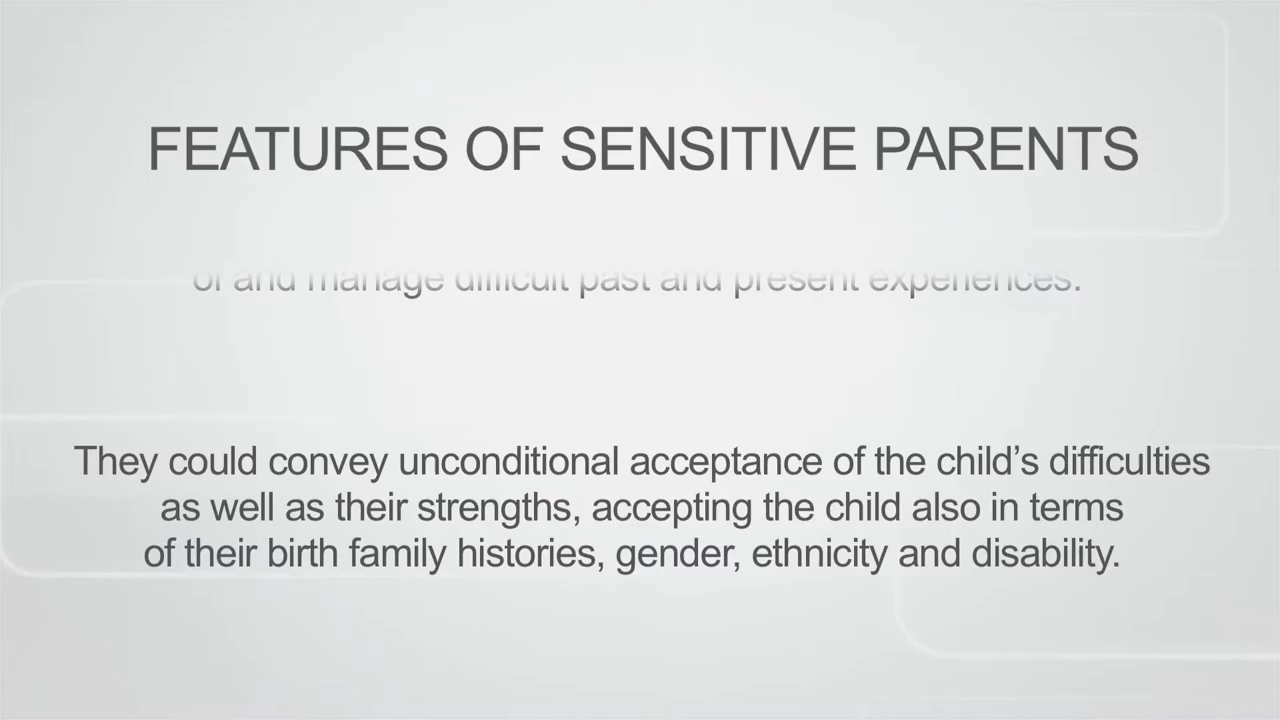 FEATURES OF SENSITIVE PARENTS
of and manage difficult past and present experiences.
They could convey unconditional acceptance of the child’s difficulties
as well as their strengths, accepting the child also in terms
of their birth family histories, gender, ethnicity and disability.